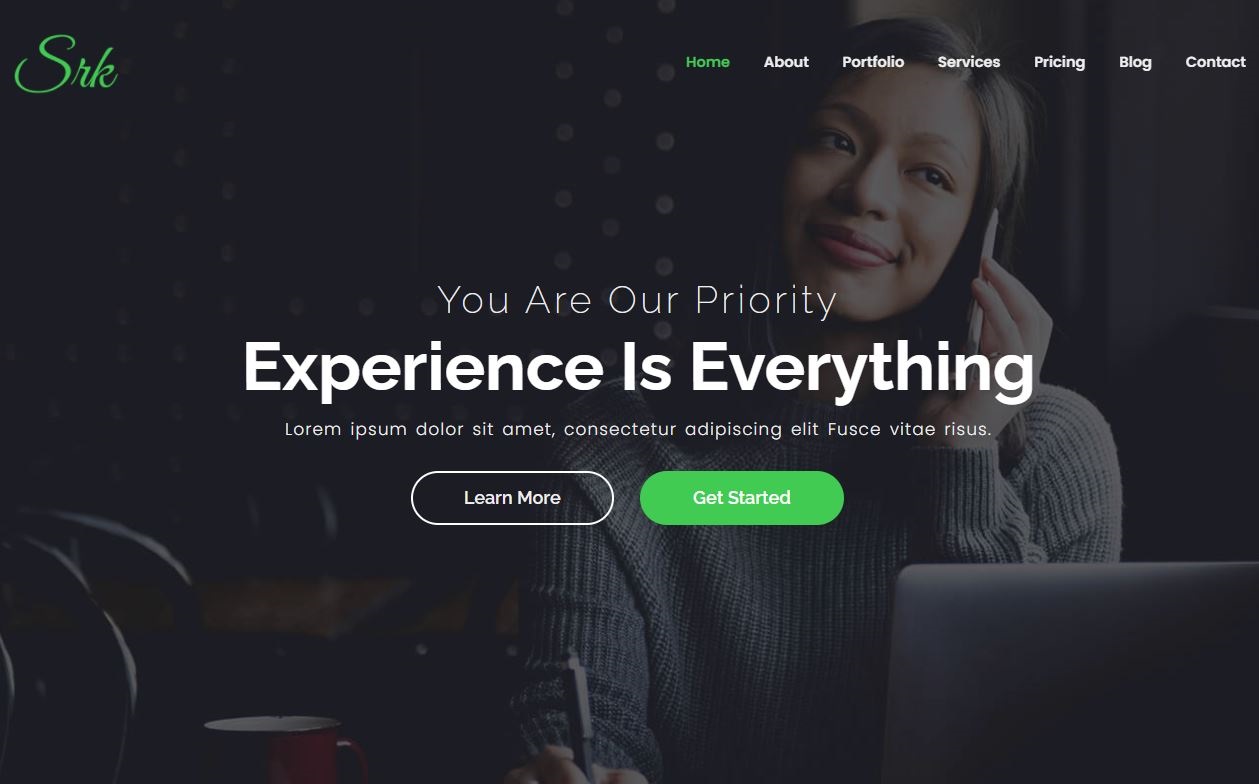 Srk
Home About Portfolio Services Pricing Blog Contact
You Are Our Priority
Experience Is Everything
Lorem ipsum dolor sit amet, consectetur adipiscing elit Fusce vitae risus.
Learn More Get Started